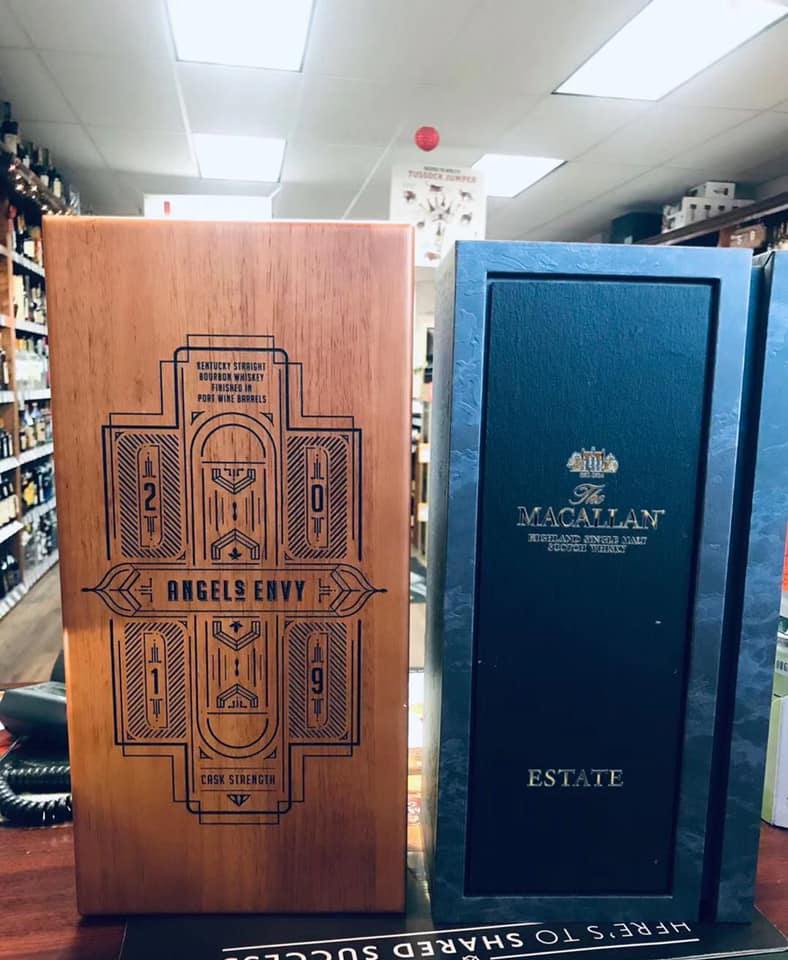 TUSSOCK JUMPER
KENTUCKY STRAIGHT
BOURBON WHISKEY
FINISHED IN
PORT WINE BARRELS
2 0
ANGELS ENVY
1 9
CASK STRENGTH
The
MACALLAN
HIGHLAND SINGLE MALT
SCOTCH WHISKY
ESTATE
HERE'S TO SHARED SUCCESS